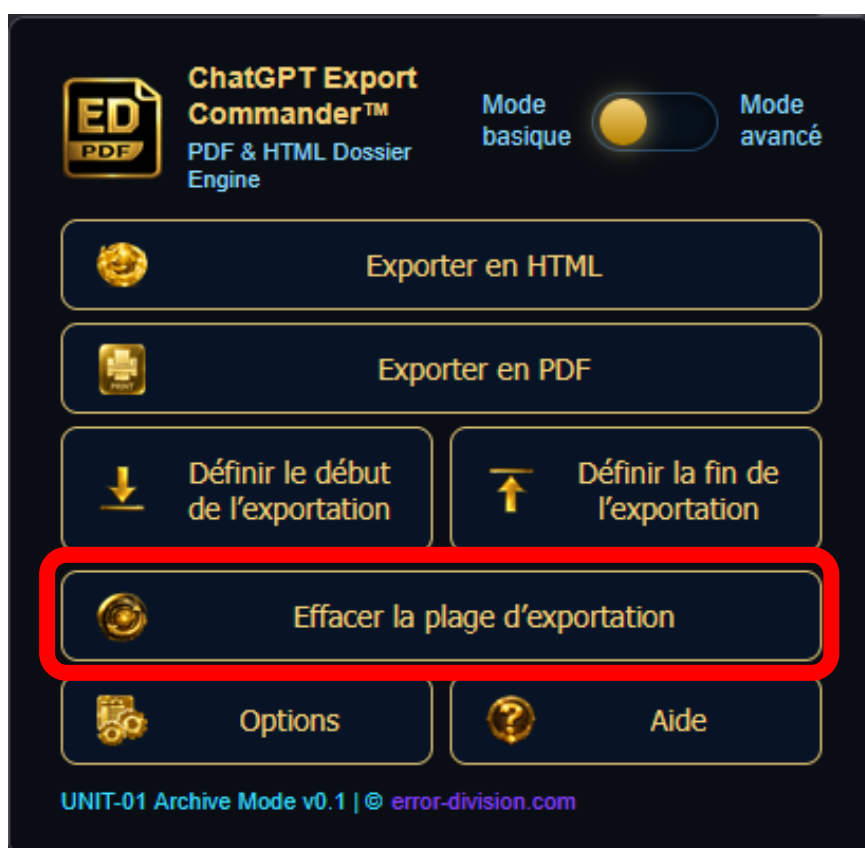 ED
PDF
ChatGPT Export
Commander™
PDF & HTML Dossier
Engine
Mode
basique
Mode
avancé
Exporter en HTML
PRINT
Exporter en PDF
Définir le début
de l’exportation
Définir la fin de
l’exportation
Effacer la plage d’exportation
Options
Aide
UNIT-01 Archive Mode v0.1 | © error-division.com